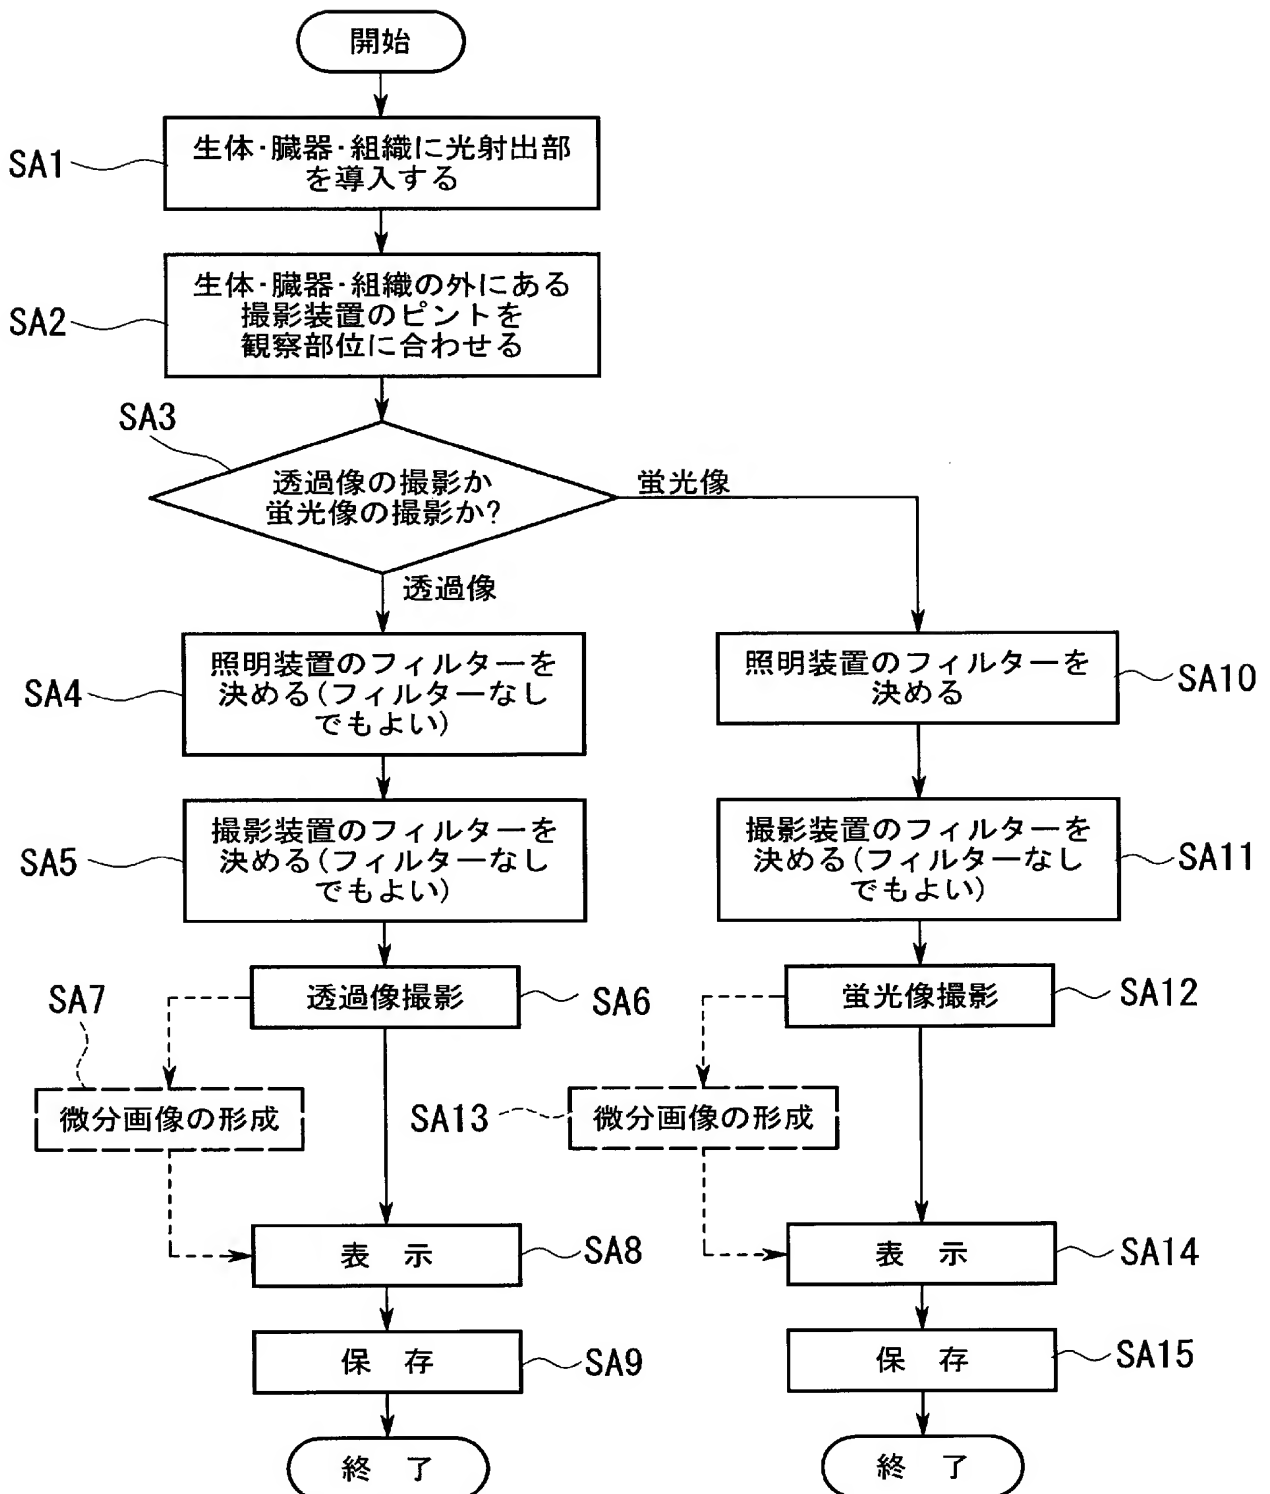 開始
SA1
生体･臓器･組織に光射出部
を導入する
SA2
生体･臓器･組織の外にある
撮影装置のピントを
観察部位に合わせる
SA3
透過像の撮影か
蛍光像の撮影か?
蛍光像
透過像
SA4
照明装置のフィルターを
決める(フィルターなし
でもよい)
照明装置のフィルターを
決める
SA10
SA5
撮影装置のフィルターを
決める(フィルターなし
でもよい)
撮影装置のフィルターを
決める(フィルターなし
でもよい)
SA11
透過像撮影
SA6
蛍光像撮影
SA12
SA7
微分画像の形成
SA13
微分画像の形成
表 示
SA8
表 示
SA14
保 存
SA9
保 存
SA15
終 了
終 了